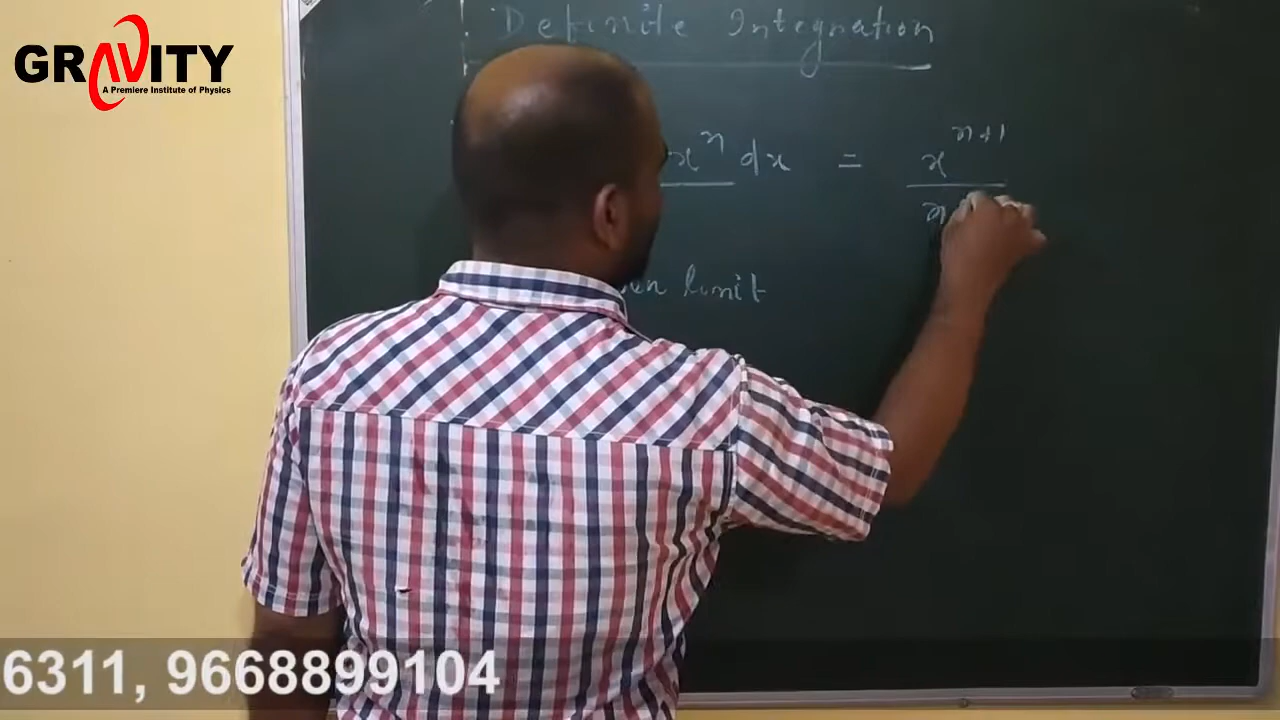 GRAVITY
A Premiere Institute of Physics
Definite Integration
x^n dx = x^{n+1}
limit
6311, 9668899104